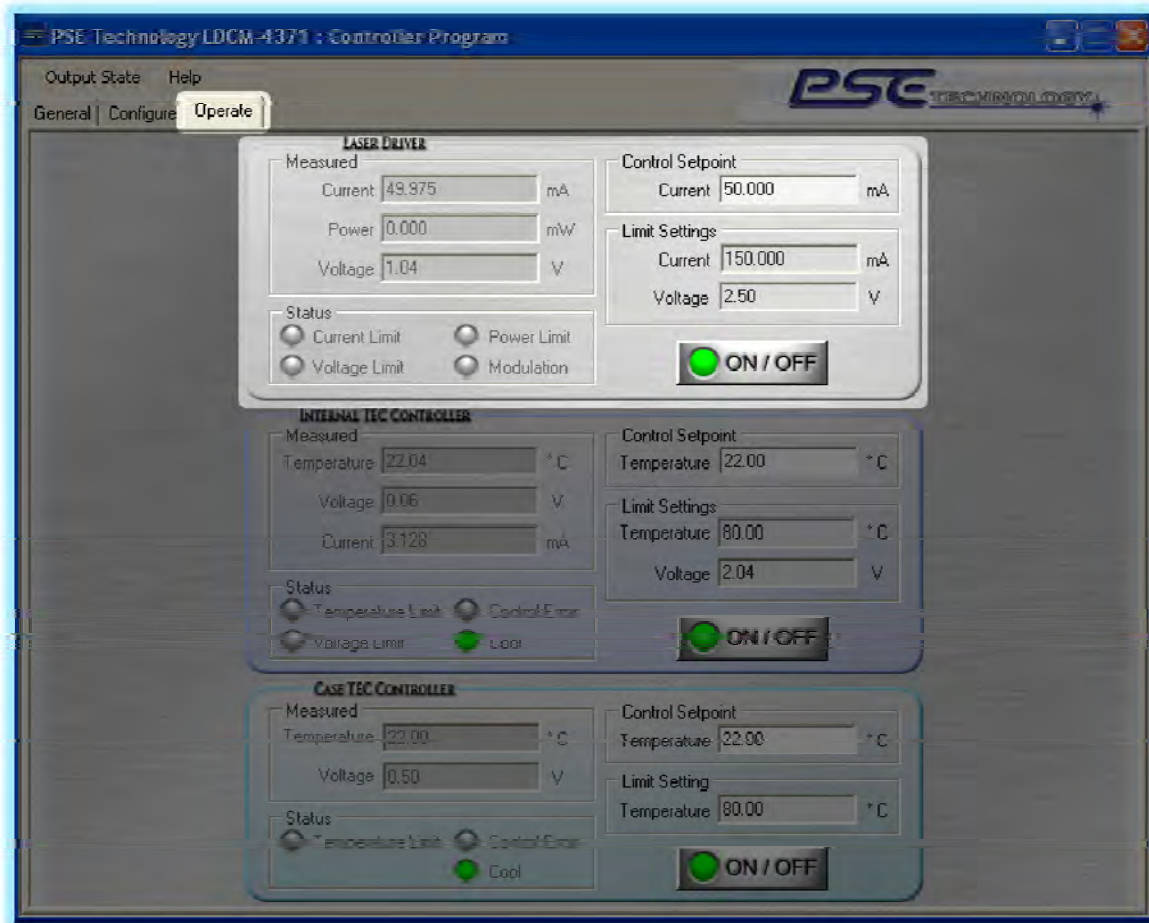 PSE Technology LDCM-4371 : Controller Program
Output State Help
PSE TECHNOLOGY
General Configure Operate
LASER DRIVER
Measured
Current 49.975 mA
Power 0.000 mW
Voltage 1.04 V
Control Setpoint
Current 50.000 mA
Limit Settings
Current 150.000 mA
Voltage 2.50 V
Status
Current Limit Power Limit
Voltage Limit Modulation
ON / OFF
INTERNAL TEC CONTROLLER
Measured
Temperature 22.04 °C
Voltage 0.06 V
Current 3.128 mA
Control Setpoint
Temperature 22.00 °C
Limit Settings
Temperature 80.00 °C
Voltage 2.04 V
Status
Temperature Limit Control Error
Voltage Limit Cool
ON / OFF
CASE TEC CONTROLLER
Measured
Temperature 22.00 °C
Voltage 0.50 V
Control Setpoint
Temperature 22.00 °C
Limit Setting
Temperature 80.00 °C
Status
Temperature Limit Control Error
Cool
ON / OFF